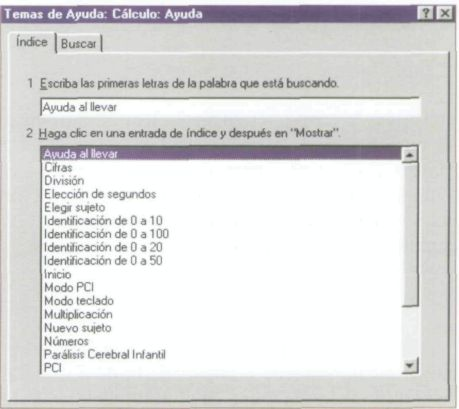 Temas de Ayuda: Cálculo: Ayuda
Índice Buscar
1 Escriba las primeras letras de la palabra que está buscando.
Ayuda al llevar
2 Haga clic en una entrada de índice y después en "Mostrar".
Ayuda al llevar
Cifras
División
Elección de segundos
Elegir sujeto
Identificación de 0 a 10
Identificación de 0 a 100
Identificación de 0 a 20
Identificación de 0 a 50
Inicio
Modo PCI
Modo teclado
Multiplicación
Nuevo sujeto
Números
Parálisis Cerebral Infantil
PCI